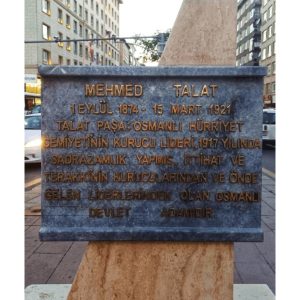 MEHMED TALAT
1 EYLÜL 1874 - 15 MART 1921
TALAT PAŞA-OSMANLI HÜRRİYET
CEMİYETİ'NİN KURUCU LİDERİ, 1917 YILINDA
SADRAZAMLIK YAPMIŞ, İTTİHAT VE
TERAKKİ'NİN KURUCULARINDAN VE ÖNDE
GELEN LİDERLERİNDEN OLAN OSMANLI
DEVLET ADAMIDIR.